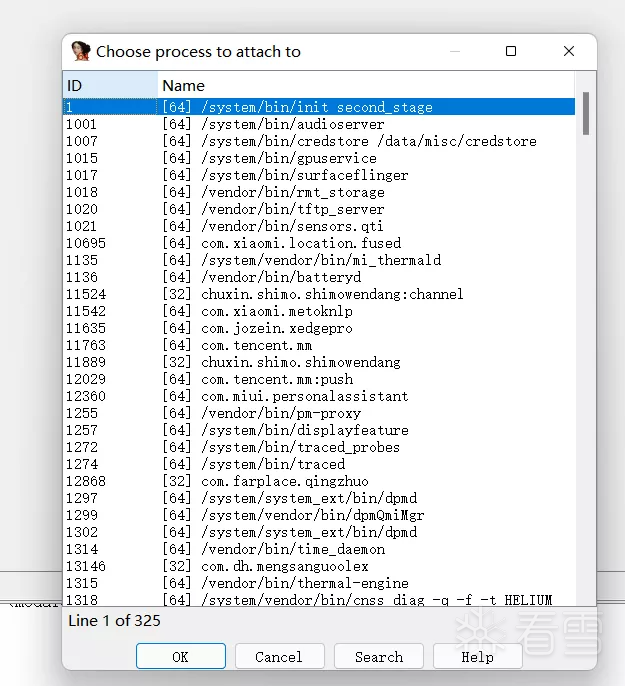 Choose process to attach to
ID Name
1 [64] /system/bin/init second_stage
1001 [64] /system/bin/audioserver
1007 [64] /system/bin/credstore /data/misc/credstore
1015 [64] /system/bin/gpuservice
1017 [64] /system/bin/surfaceflinger
1018 [64] /vendor/bin/rmt_storage
1020 [64] /vendor/bin/tftp_server
1021 [64] /vendor/bin/sensors.qti
10695 [64] com.xiaomi.location.fused
1135 [64] /system/vendor/bin/mi_thermald
1136 [64] /vendor/bin/batteryd
11524 [32] chuxin.shimo.shimowendang:channel
11542 [64] com.xiaomi.metoknlp
11635 [64] com.jozein.xedgepro
11763 [64] com.tencent.mm
11889 [32] chuxin.shimo.shimowendang
12029 [64] com.tencent.mm:push
12360 [64] com.miui.personalassistant
1255 [64] /vendor/bin/pm-proxy
1257 [64] /system/bin/displayfeature
1272 [64] /system/bin/traced_probes
1274 [64] /system/bin/traced
12868 [32] com.farplace.qingzhuo
1297 [64] /system/system_ext/bin/dpmd
1299 [64] /system/vendor/bin/dpmQmiMgr
1302 [64] /system/system_ext/bin/dpmd
1314 [64] /vendor/bin/time_daemon
13146 [32] com.dh.mengsanguoolex
1315 [64] /vendor/bin/thermal-engine
1318 [64] /system/vendor/bin/cnss_diag -q -f -t HELIUM
Line 1 of 325
OK Cancel Search Help
看雪